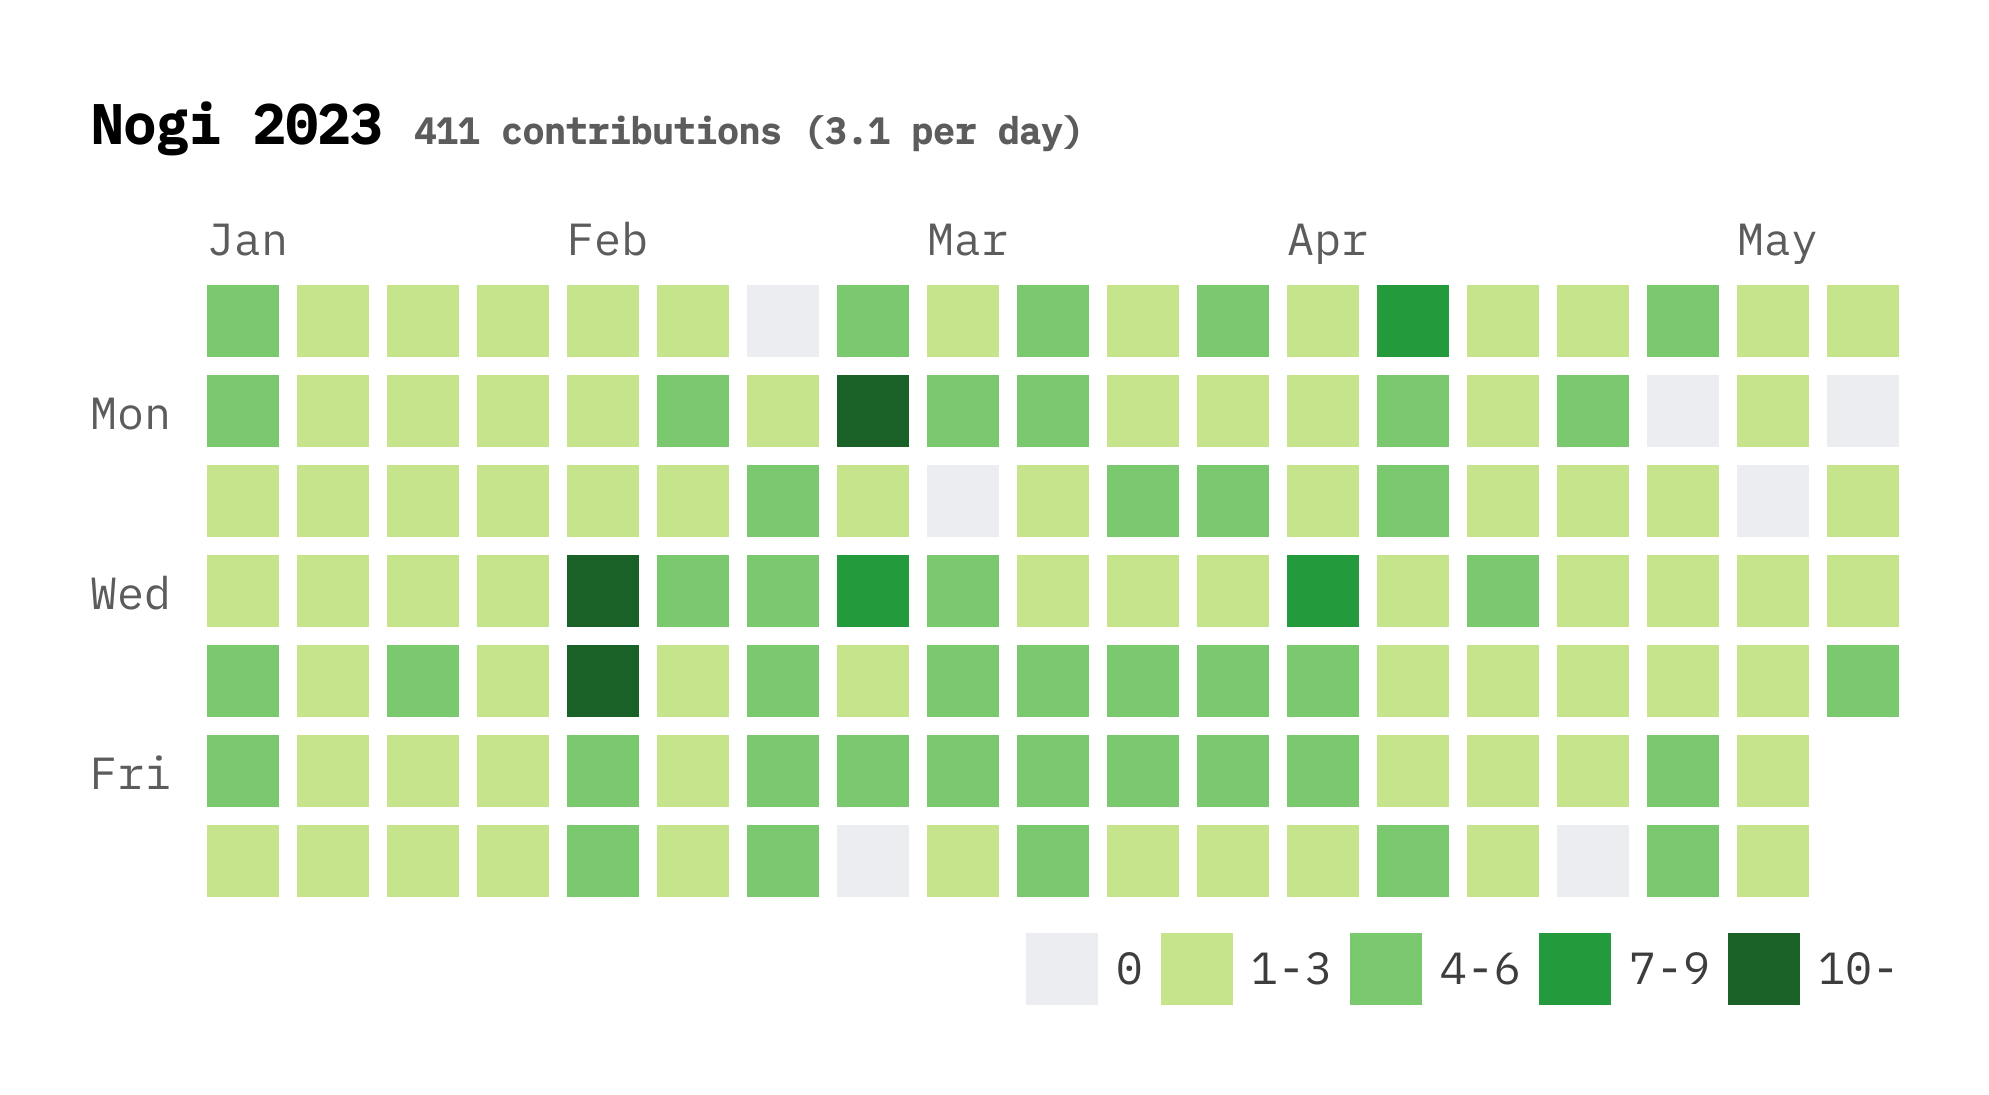 Nogi 2023 411 contributions (3.1 per day)
Jan Feb Mar Apr May
Mon
Wed
Fri
0 1-3 4-6 7-9 10-